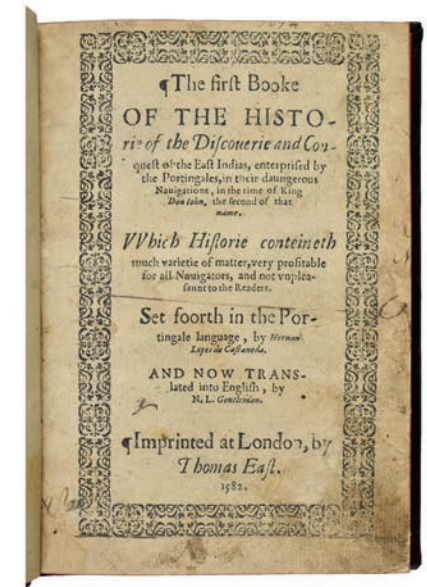 ¶The first Booke
OF THE HISTO-
rie of the Discouerie and Con-
quest of the East Indias, enterprised by
the Portingales, in their daungerous
Nauigations, in the time of King
Don Iohn, the second of that
name.
VVhich Historie conteineth
much varietie of matter, very profitable
for all Nauigators, and not vnplea-
saunt to the Readers.
Set foorth in the Por-
tingale language, by Hernan
Lopes de Castaneda.
AND NOW TRANS-
lated into English, by
N. L. Gentleman.
¶Imprinted at London, by
Thomas East.
1582.